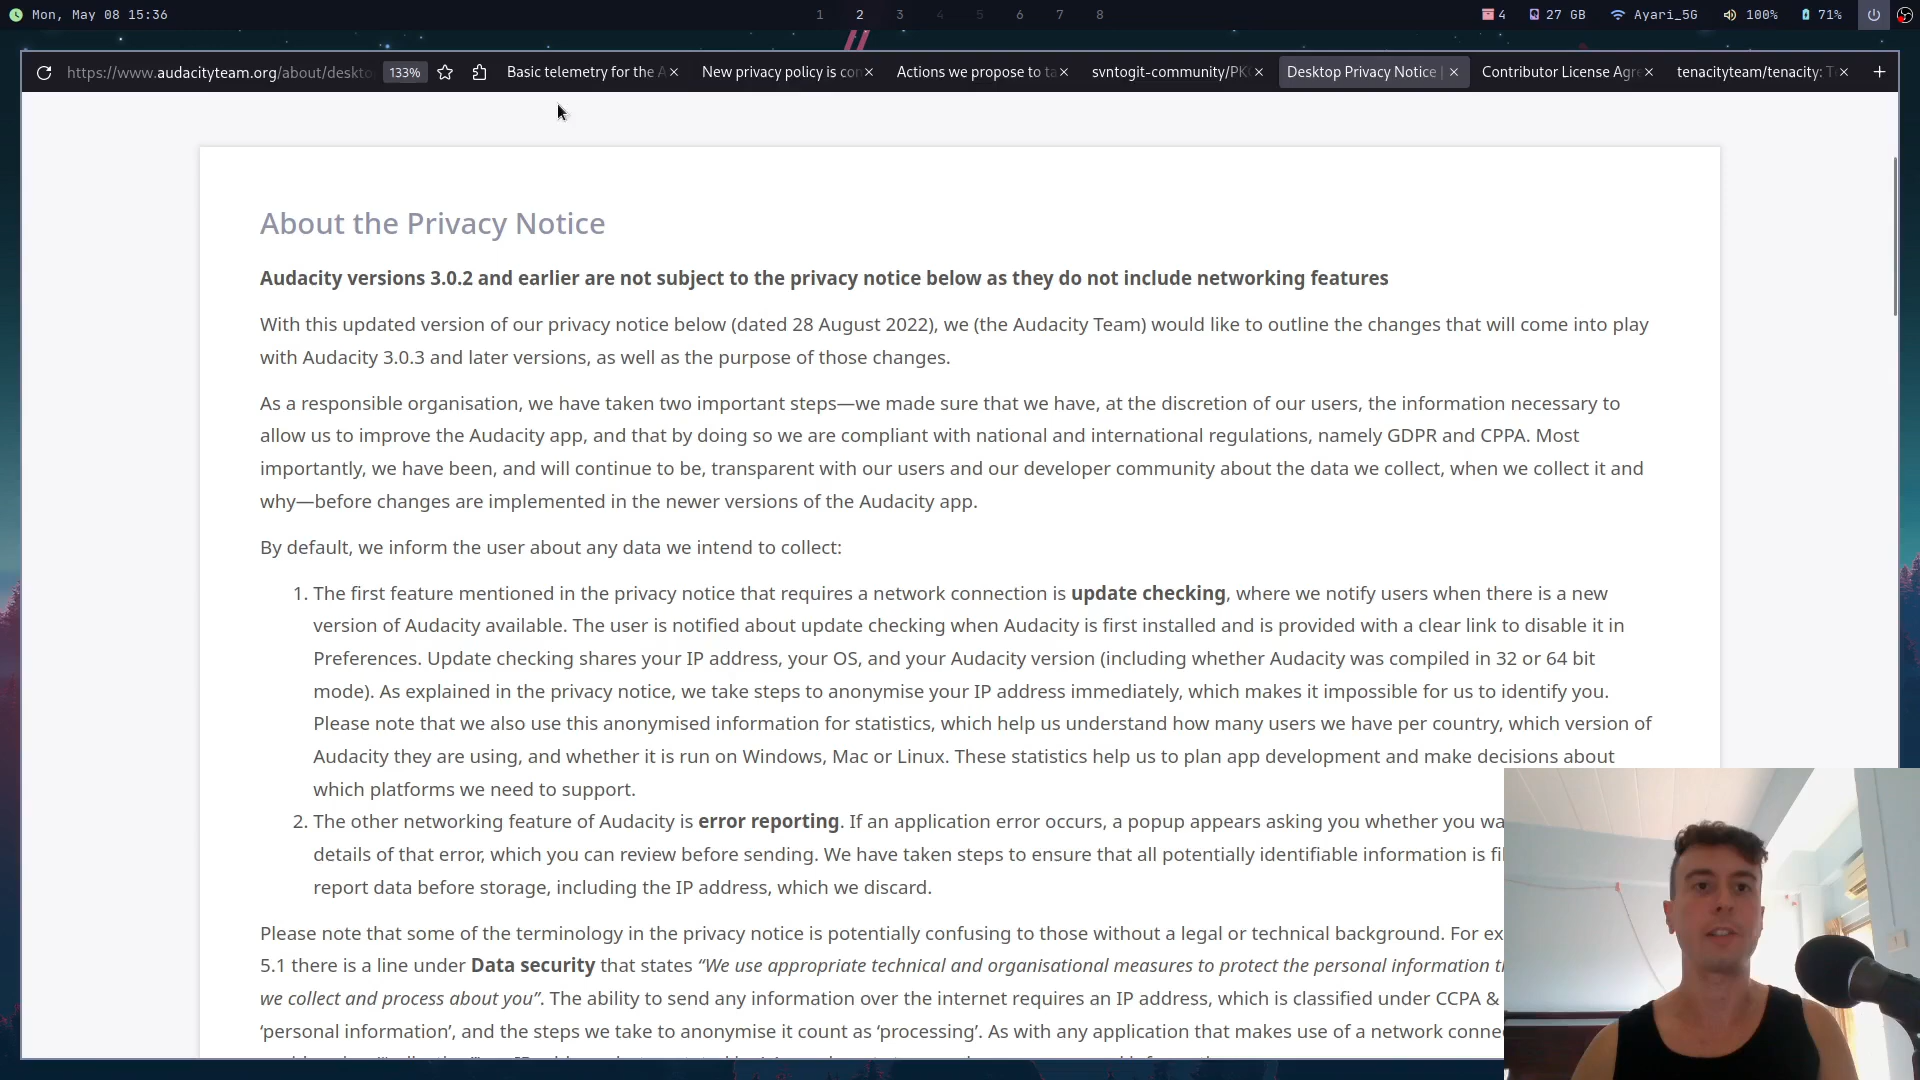 Mon, May 08 15:36 1 2 3 4 5 6 7 8 4 27 GB Ayari_5G 100% 71%
https://www.audacityteam.org/about/deskto 133% Basic telemetry for the A New privacy policy is con Actions we propose to ta svntogit-community/PK Desktop Privacy Notice | Contributor License Agre tenacityteam/tenacity: T
About the Privacy Notice
Audacity versions 3.0.2 and earlier are not subject to the privacy notice below as they do not include networking features
With this updated version of our privacy notice below (dated 28 August 2022), we (the Audacity Team) would like to outline the changes that will come into play
with Audacity 3.0.3 and later versions, as well as the purpose of those changes.
As a responsible organisation, we have taken two important steps—we made sure that we have, at the discretion of our users, the information necessary to
allow us to improve the Audacity app, and that by doing so we are compliant with national and international regulations, namely GDPR and CPPA. Most
importantly, we have been, and will continue to be, transparent with our users and our developer community about the data we collect, when we collect it and
why—before changes are implemented in the newer versions of the Audacity app.
By default, we inform the user about any data we intend to collect:
1. The first feature mentioned in the privacy notice that requires a network connection is update checking, where we notify users when there is a new
version of Audacity available. The user is notified about update checking when Audacity is first installed and is provided with a clear link to disable it in
Preferences. Update checking shares your IP address, your OS, and your Audacity version (including whether Audacity was compiled in 32 or 64 bit
mode). As explained in the privacy notice, we take steps to anonymise your IP address immediately, which makes it impossible for us to identify you.
Please note that we also use this anonymised information for statistics, which help us understand how many users we have per country, which version of
Audacity they are using, and whether it is run on Windows, Mac or Linux. These statistics help us to plan app development and make decisions about
which platforms we need to support.
2. The other networking feature of Audacity is error reporting. If an application error occurs, a popup appears asking you whether you wa
details of that error, which you can review before sending. We have taken steps to ensure that all potentially identifiable information is fi
report data before storage, including the IP address, which we discard.
Please note that some of the terminology in the privacy notice is potentially confusing to those without a legal or technical background. For ex
5.1 there is a line under Data security that states “We use appropriate technical and organisational measures to protect the personal information t
we collect and process about you”. The ability to send any information over the internet requires an IP address, which is classified under CCPA &
‘personal information’, and the steps we take to anonymise it count as ‘processing’. As with any application that makes use of a network conne